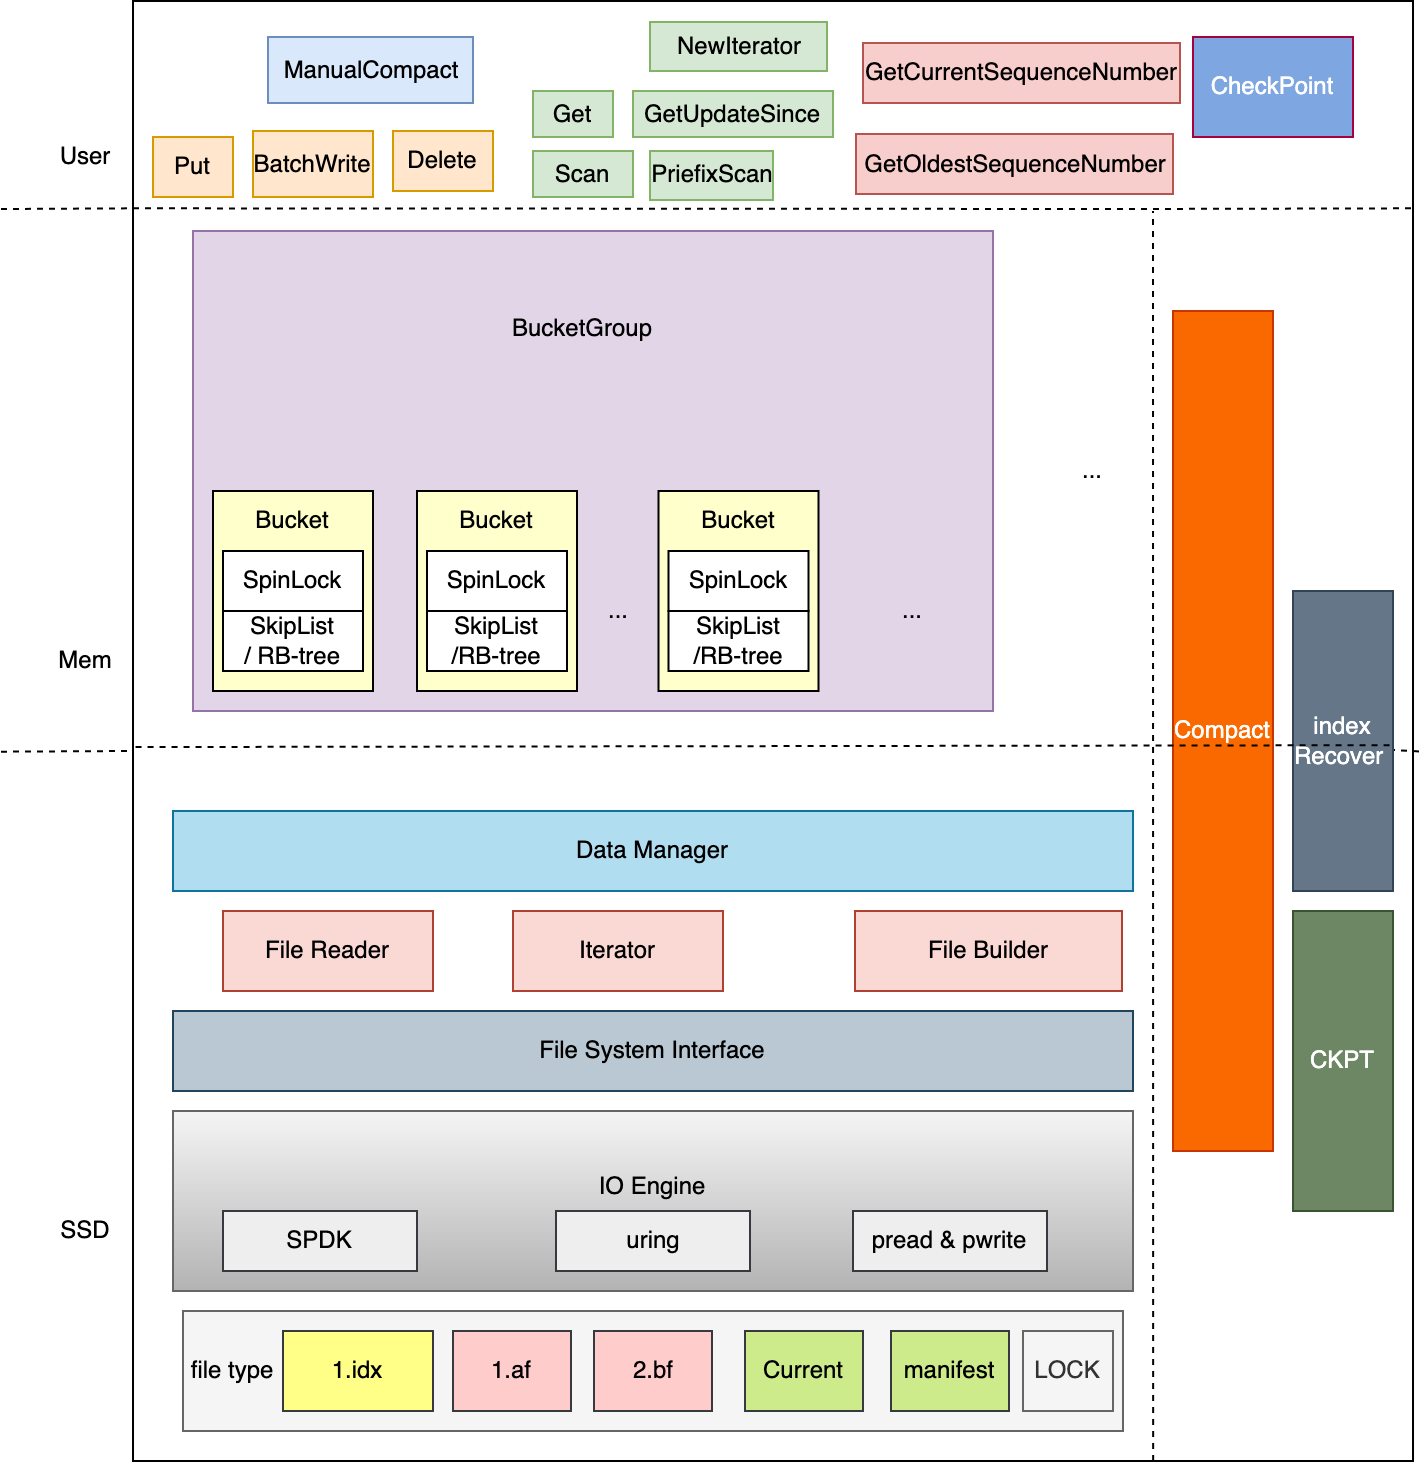 NewIterator
ManualCompact
GetCurrentSequenceNumber
CheckPoint
Get
GetUpdateSince
User
Put
BatchWrite
Delete
Scan
PriefixScan
GetOldestSequenceNumber
BucketGroup
...
Bucket
Bucket
Bucket
SpinLock
SpinLock
SpinLock
...
...
SkipList
/ RB-tree
SkipList
/RB-tree
SkipList
/RB-tree
Mem
Compact
index
Recover
Data Manager
File Reader
Iterator
File Builder
File System Interface
CKPT
IO Engine
SSD
SPDK
uring
pread & pwrite
file type
1.idx
1.af
2.bf
Current
manifest
LOCK